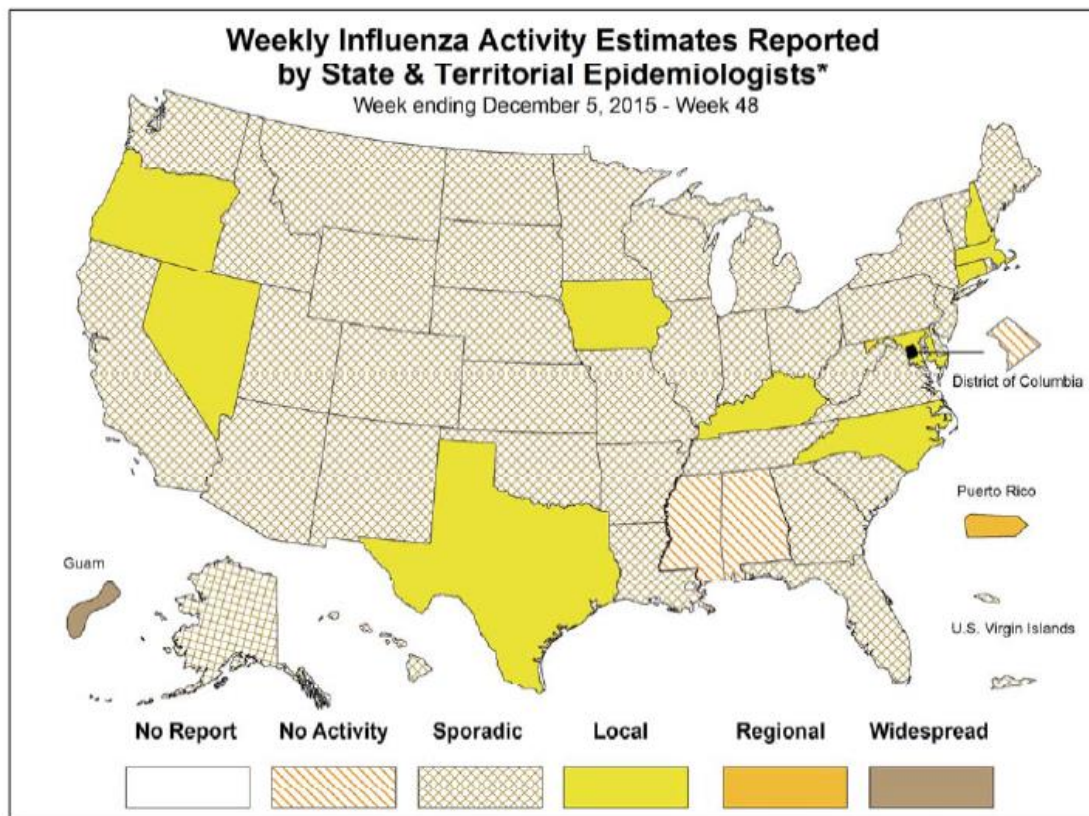 Weekly Influenza Activity Estimates Reported
by State & Territorial Epidemiologists*
Week ending December 5, 2015 - Week 48
District of Columbia
Puerto Rico
Guam
U.S. Virgin Islands
No Report No Activity Sporadic Local Regional Widespread